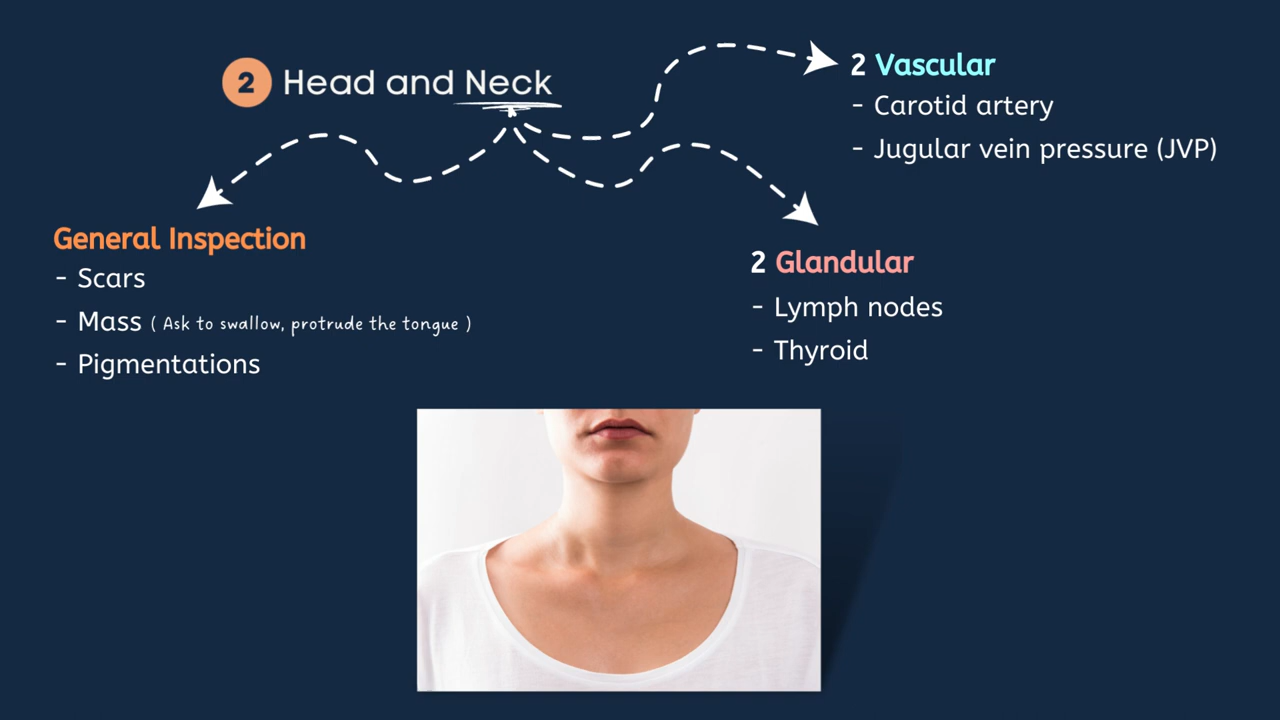 2 Head and Neck
General Inspection
- Scars
- Mass ( Ask to swallow, protrude the tongue )
- Pigmentations
2 Vascular
- Carotid artery
- Jugular vein pressure (JVP)
2 Glandular
- Lymph nodes
- Thyroid